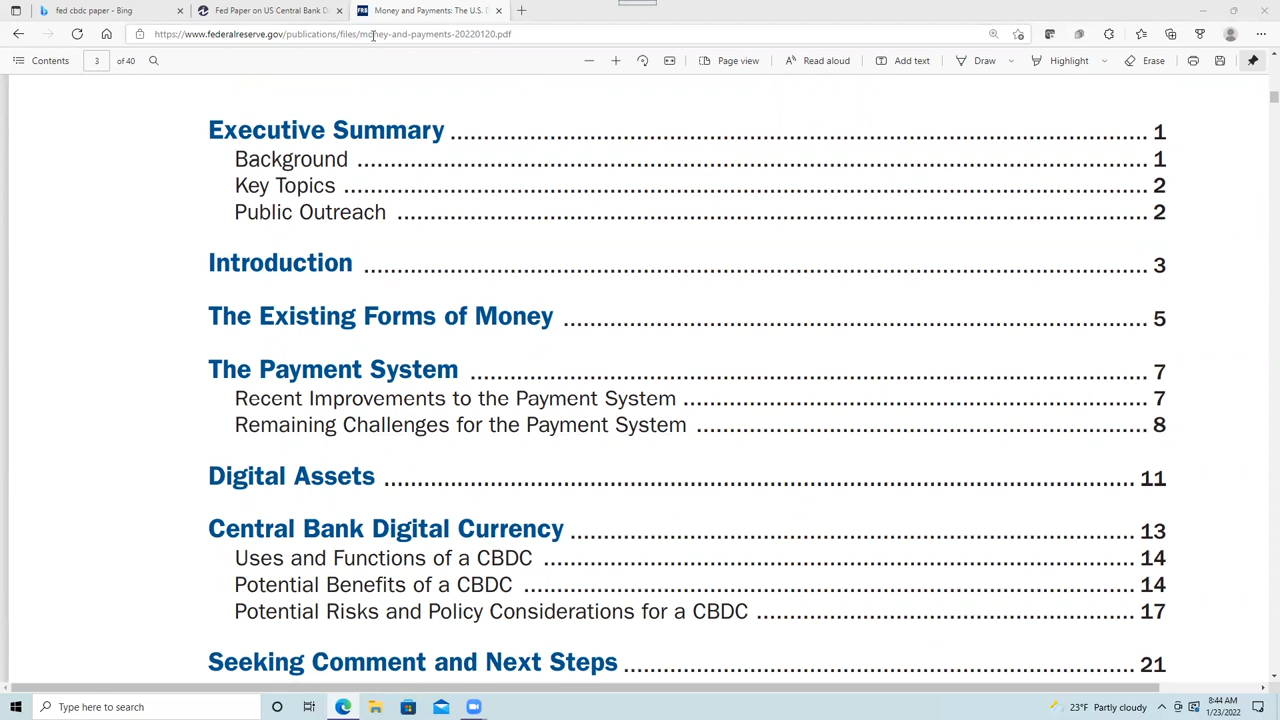 fed cbdc paper - Bing
Fed Paper on US Central Bank D
Money and Payments: The U.S. D
https://www.federalreserve.gov/publications/files/money-and-payments-20220120.pdf
Contents 3 of 40 Page view Read aloud Add text Draw Highlight Erase
Executive Summary 1
Background 1
Key Topics 2
Public Outreach 2
Introduction 3
The Existing Forms of Money 5
The Payment System 7
Recent Improvements to the Payment System 7
Remaining Challenges for the Payment System 8
Digital Assets 11
Central Bank Digital Currency 13
Uses and Functions of a CBDC 14
Potential Benefits of a CBDC 14
Potential Risks and Policy Considerations for a CBDC 17
Seeking Comment and Next Steps 21
Type here to search
23°F Partly cloudy
8:44 AM
1/23/2022